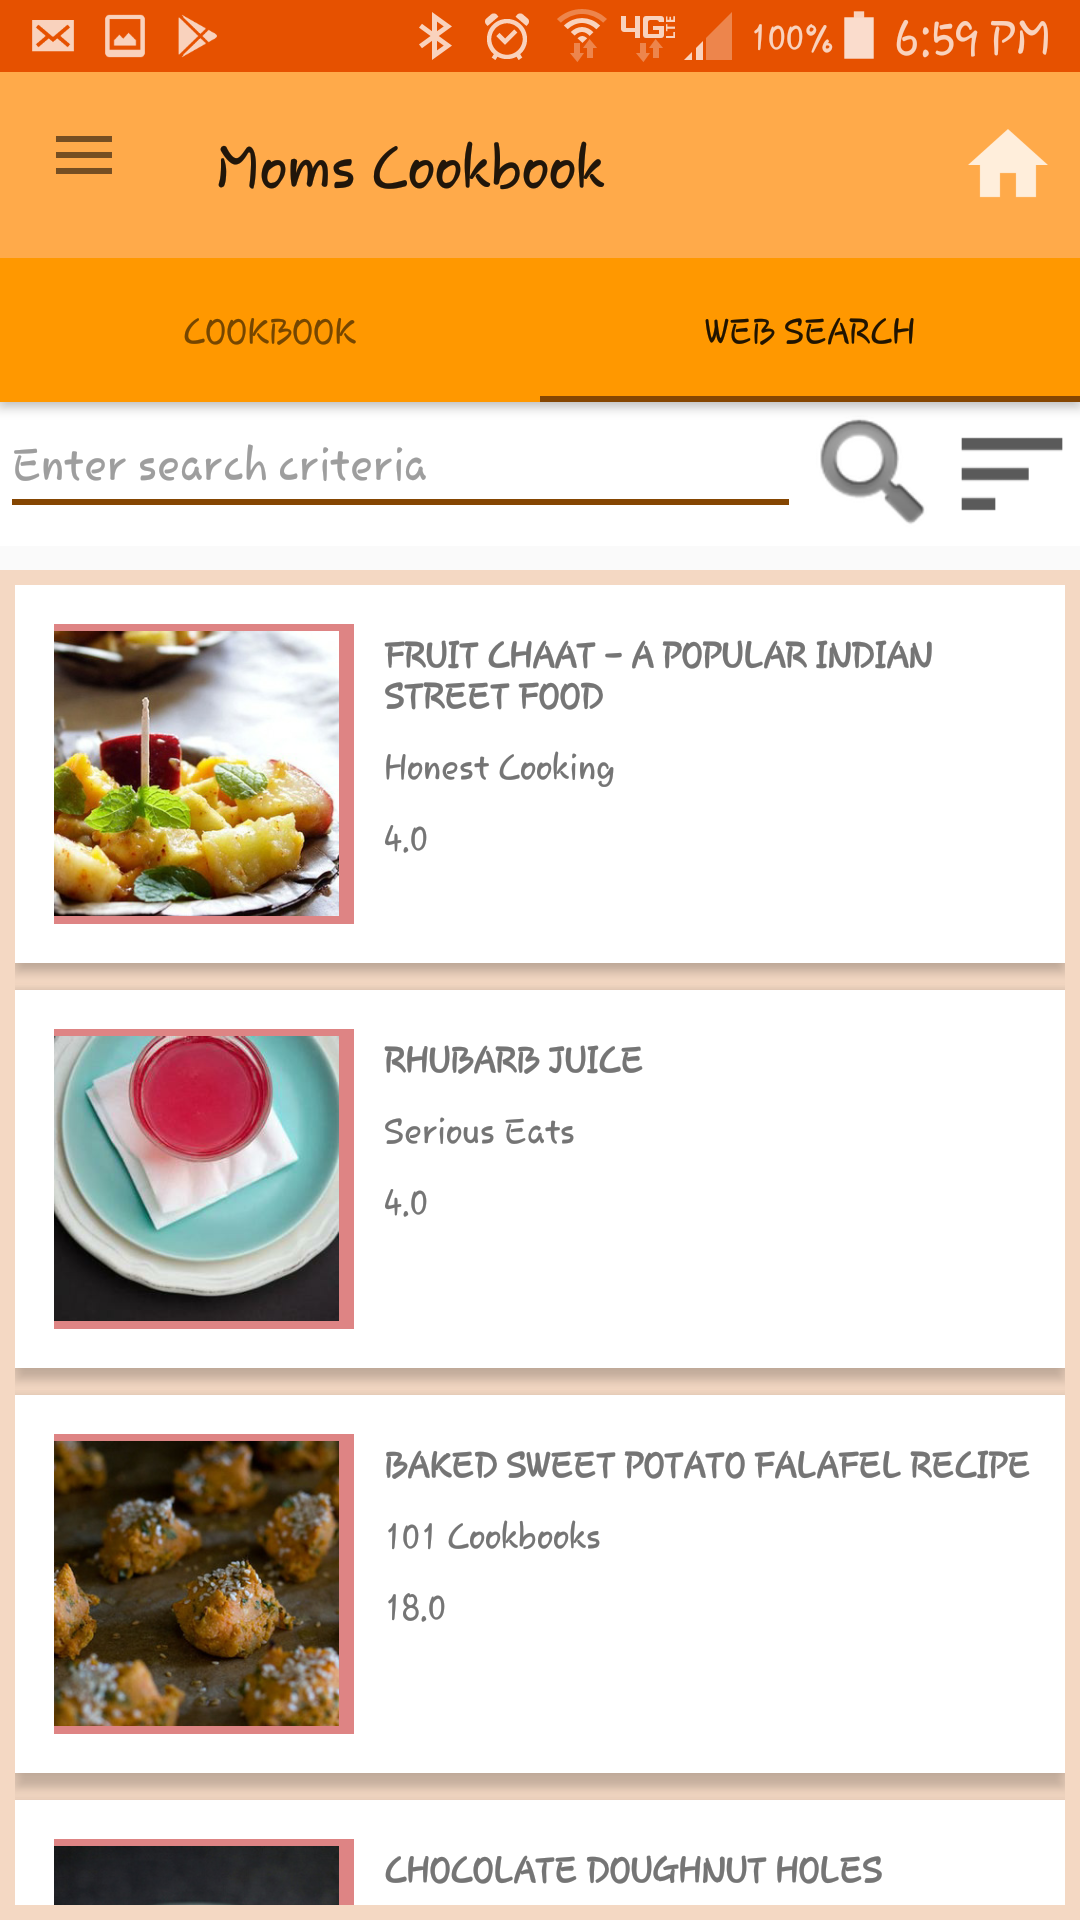 4G LTE 100% 6:59 PM
Moms Cookbook
COOKBOOK WEB SEARCH
Enter search criteria
FRUIT CHAAT - A POPULAR INDIAN
STREET FOOD
Honest Cooking
4.0
RHUBARB JUICE
Serious Eats
4.0
BAKED SWEET POTATO FALAFEL RECIPE
101 Cookbooks
18.0
CHOCOLATE DOUGHNUT HOLES